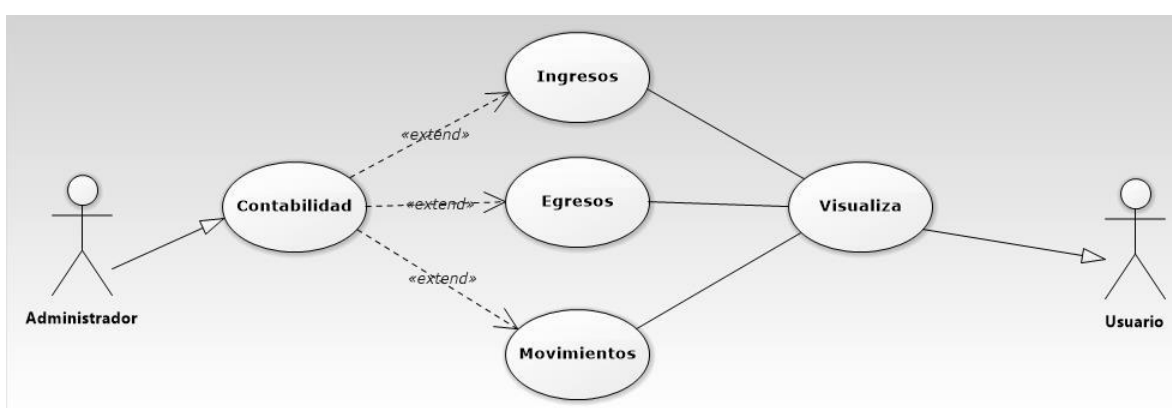 Ingresos
«extend»
Contabilidad
«extend»
Egresos
Visualiza
«extend»
Administrador
Usuario
Movimientos